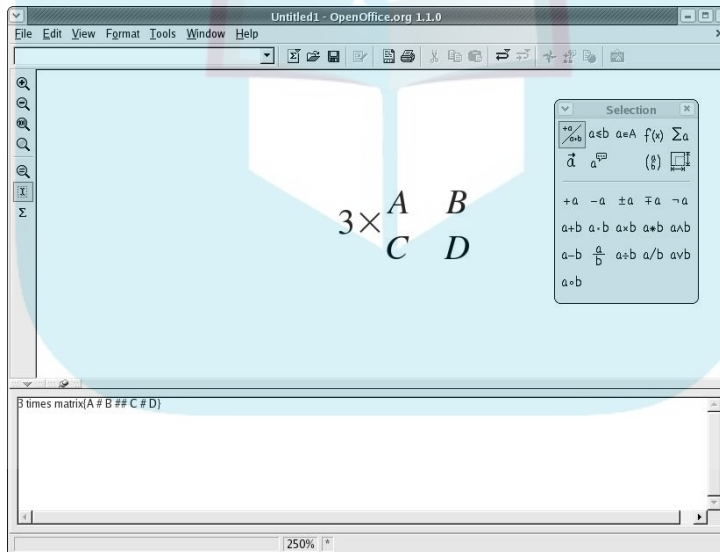 Untitled1 - OpenOffice.org 1.1.0
File Edit View Format Tools Window Help
Selection
+a/a+b a≤b a∈A f(x) Σa
a⃗ (a b)
+a -a ±a ∓a ¬a
a+b a·b a×b a*b a∧b
a-b a/b a÷b a/b a∨b
a∘b
3×
A B
C D
3 times matrix{A # B ## C # D}
250% *